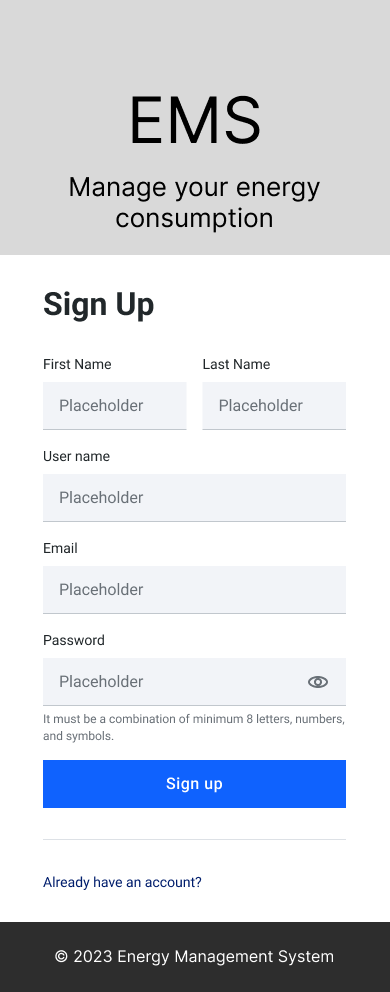 EMS
Manage your energy
consumption
Sign Up
First Name
Last Name
Placeholder
Placeholder
User name
Placeholder
Email
Placeholder
Password
Placeholder
It must be a combination of minimum 8 letters, numbers,
and symbols.
Sign up
Already have an account?
© 2023 Energy Management System